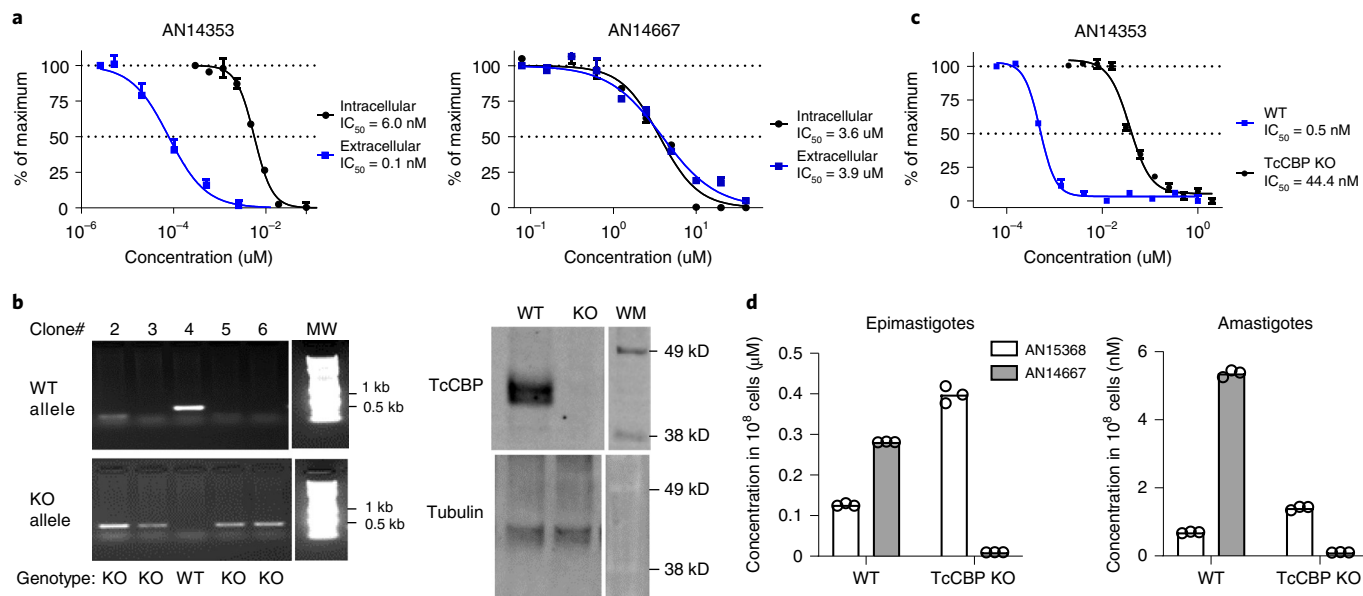 a
AN14353
% of maximum
100
75
50
25
0
10⁻⁶
10⁻⁴
10⁻²
Concentration (uM)
Intracellular
IC₅₀ = 6.0 nM
Extracellular
IC₅₀ = 0.1 nM
AN14667
% of maximum
100
75
50
25
0
10⁻¹
10⁰
10¹
Concentration (uM)
Intracellular
IC₅₀ = 3.6 uM
Extracellular
IC₅₀ = 3.9 uM
c
AN14353
% of maximum
100
75
50
25
0
10⁻⁴
10⁻²
10⁰
Concentration (uM)
WT
IC₅₀ = 0.5 nM
TcCBP KO
IC₅₀ = 44.4 nM
b
Clone# 2 3 4 5 6 MW
WT
allele
1 kb
0.5 kb
KO
allele
1 kb
0.5 kb
Genotype: KO KO WT KO KO
WT KO WM
TcCBP
49 kD
38 kD
Tubulin
49 kD
38 kD
d
Epimastigotes
Concentration in 10⁸ cells (μM)
0.5
0.4
0.3
0.2
0.1
0
WT
TcCBP KO
AN15368
AN14667
Amastigotes
Concentration in 10⁸ cells (nM)
6
4
2
0
WT
TcCBP KO